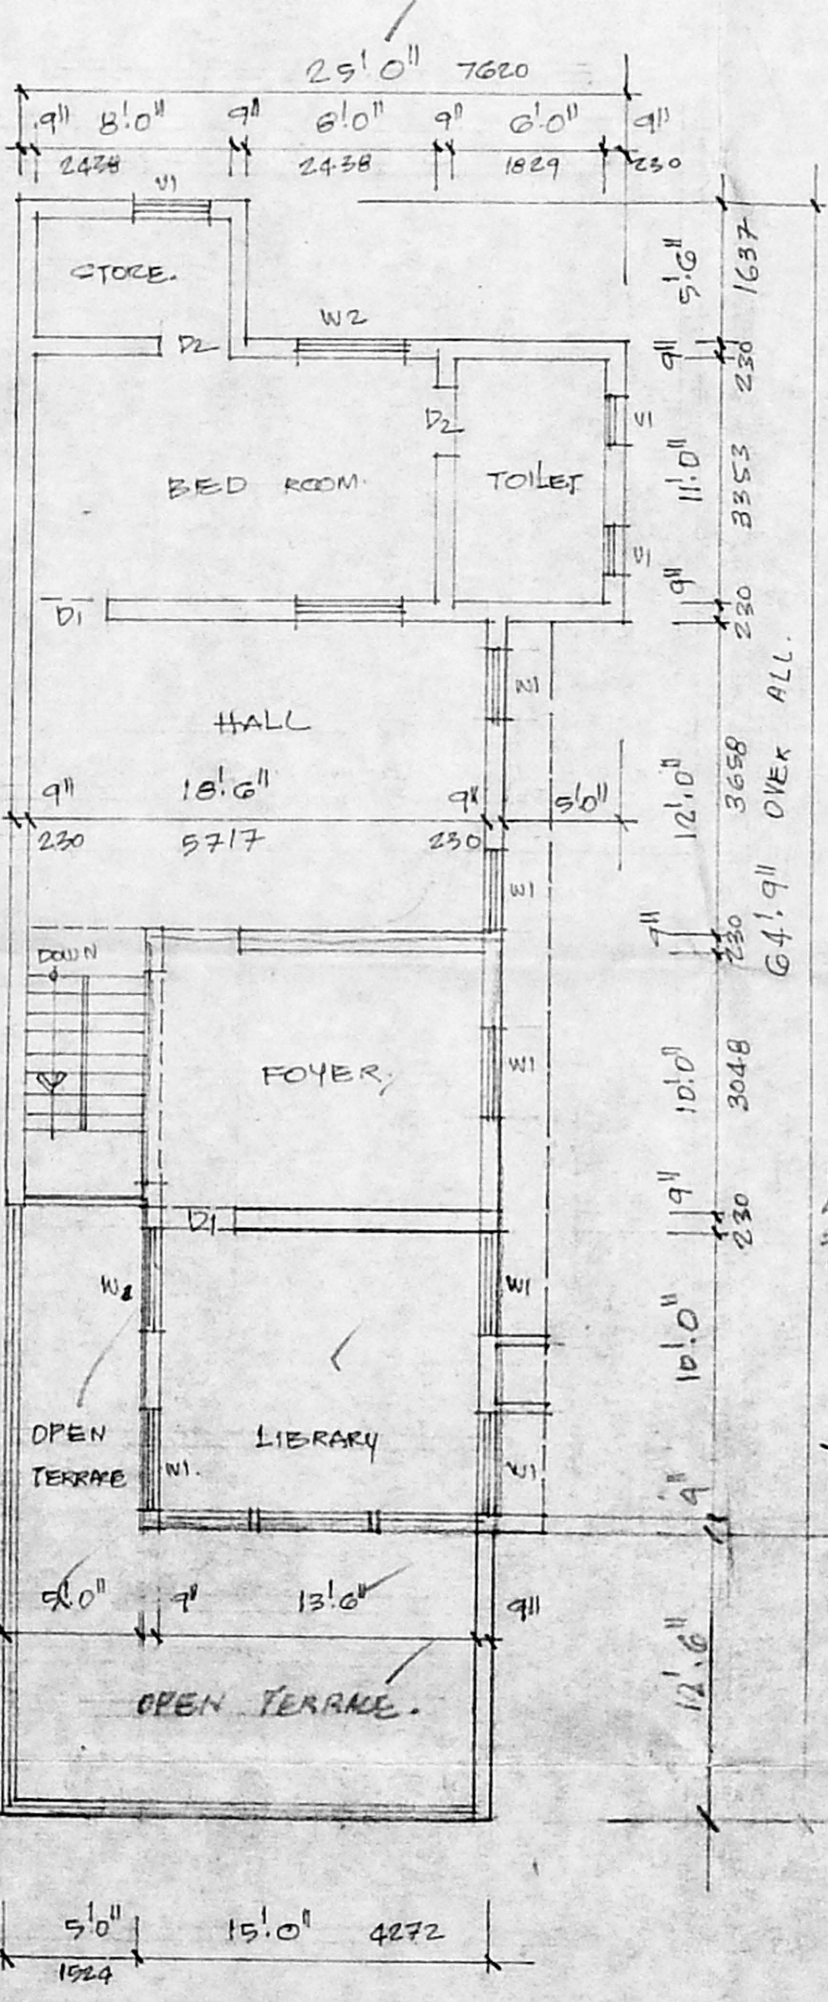 25'0" 7620
9" 8'0" 9" 8'0" 9" 6'0" 9"
2438 2438 1829 230
V1
STORE.
5'6" 1637
W2
D2
9" 230
D2
V1
BED ROOM.
TOILET
11'0" 3353
V1
9" 230
D1
W1
HALL
64'.9" OVER ALL.
12'.0" 3658
9" 18'.6" 9" 5'0"
230 5717 230
W1
9" 230
DOWN
FOYER
W1
10'0" 3048
D1
9" 230
W2
W1
10'.0"
OPEN
TERRACE
LIBRARY
W1.
W1
9"
5'.0" 9" 13'.6" 9"
12'.6"
OPEN TERRACE.
5'0" 15'.0" 4272
1524